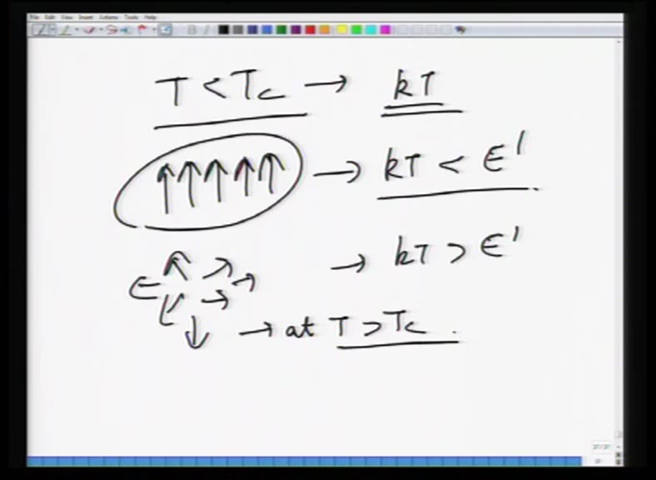 T < Tc → kT
↑↑↑↑↑ → kT < ϵ'
→ kT > ϵ'
→ at T > Tc .